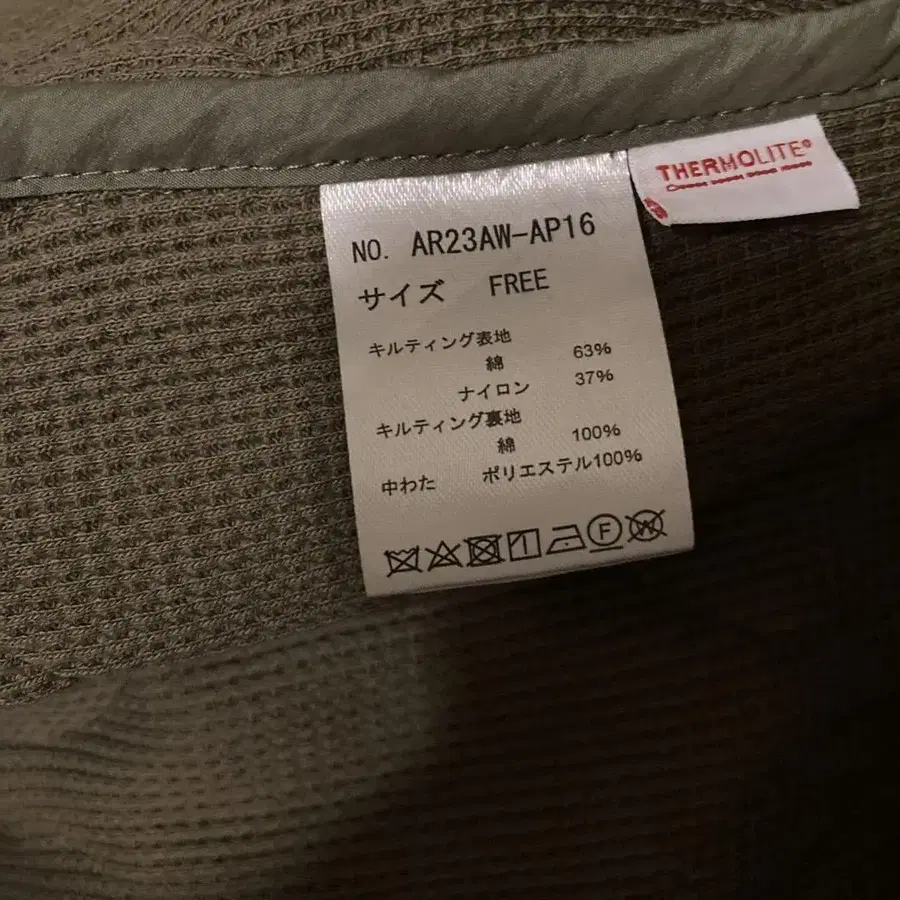 THERMOLITE®
NO. AR23AW-AP16
サイズ FREE
キルティング表地
綿 63%
ナイロン 37%
キルティング裏地
綿 100%
中わた ポリエステル100%
F W